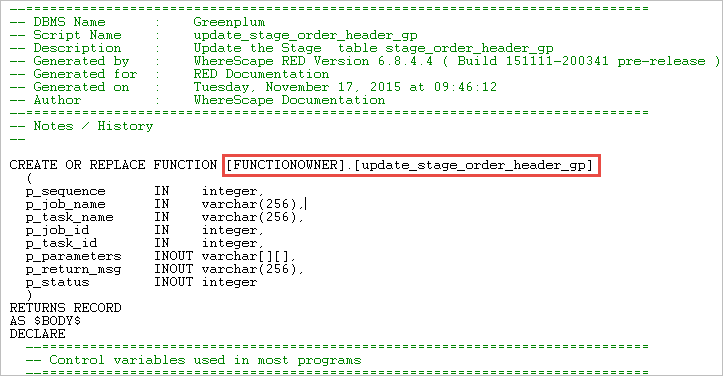 --==============================================================================
-- DBMS Name      :    Greenplum
-- Script Name    :    update_stage_order_header_gp
-- Description    :    Update the Stage  table stage_order_header_gp
-- Generated by   :    WhereScape RED Version 6.8.4.4 ( Build 151111-200341 pre-release )
-- Generated for  :    RED Documentation
-- Generated on   :    Tuesday, November 17, 2015 at 09:46:12
-- Author         :    WhereScape Documentation
--==============================================================================
-- Notes / History
--
CREATE OR REPLACE FUNCTION [FUNCTIONOWNER].[update_stage_order_header_gp]
  (
  p_sequence      IN    integer,
  p_job_name      IN    varchar(256),
  p_task_name     IN    varchar(256),
  p_job_id        IN    integer,
  p_task_id       IN    integer,
  p_parameters    INOUT varchar[][],
  p_return_msg    INOUT varchar(256),
  p_status        INOUT integer
  )
RETURNS RECORD
AS $BODY$
DECLARE
  --============================================================================
  -- Control variables used in most programs
  --============================================================================